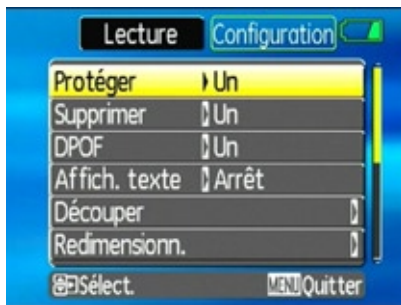 Lecture Configuration
Protéger Un
Supprimer Un
DPOF Un
Affich. texte Arrêt
Découper
Redimensionn.
Sélect. MENU Quitter